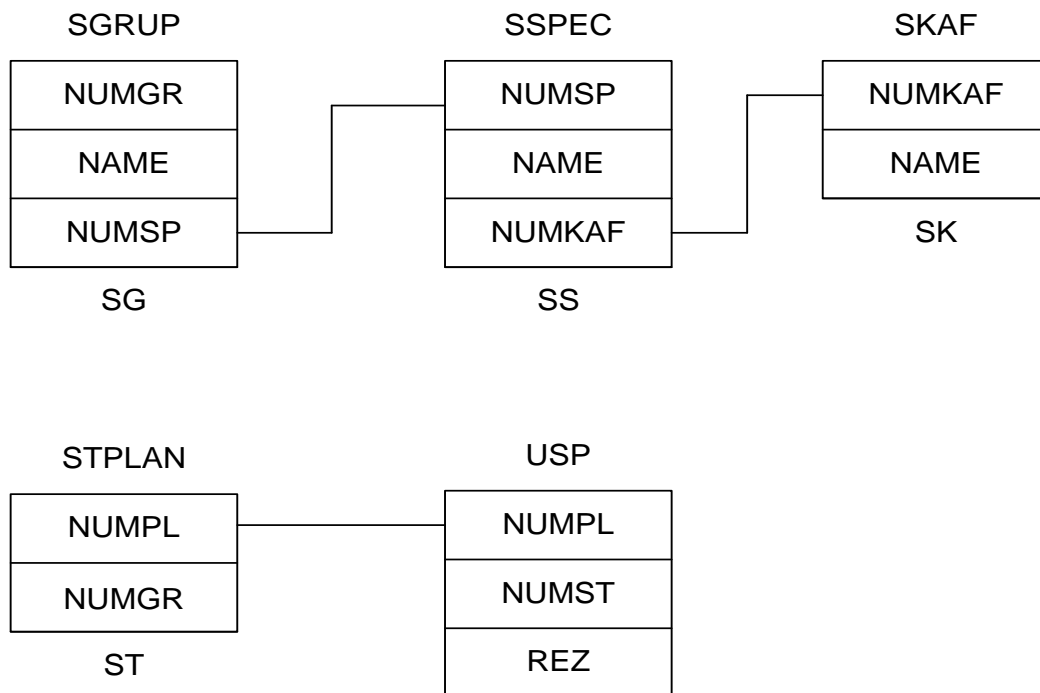 SGRUP
NUMGR
NAME
NUMSP
SG
SSPEC
NUMSP
NAME
NUMKAF
SS
SKAF
NUMKAF
NAME
SK
STPLAN
NUMPL
NUMGR
ST
USP
NUMPL
NUMST
REZ